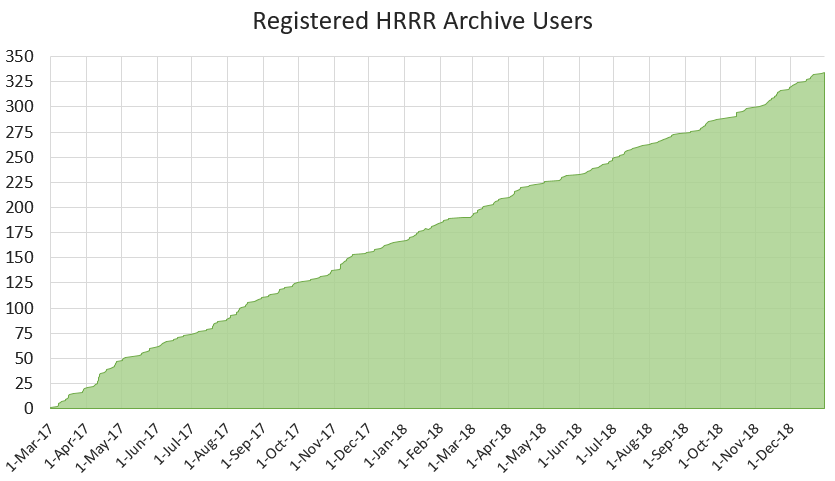 Registered HRRR Archive Users
350
325
300
275
250
225
200
175
150
125
100
75
50
25
0
1-Mar-17
1-Apr-17
1-May-17
1-Jun-17
1-Jul-17
1-Aug-17
1-Sep-17
1-Oct-17
1-Nov-17
1-Dec-17
1-Jan-18
1-Feb-18
1-Mar-18
1-Apr-18
1-May-18
1-Jun-18
1-Jul-18
1-Aug-18
1-Sep-18
1-Oct-18
1-Nov-18
1-Dec-18